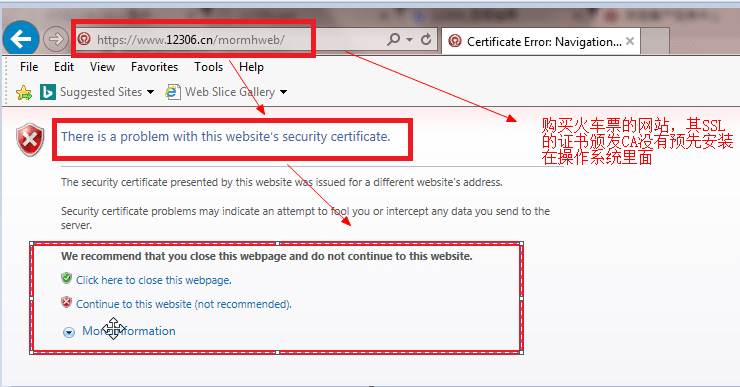 https://www.12306.cn/mormhweb/
Certificate Error: Navigation...
File Edit View Favorites Tools Help
Suggested Sites Web Slice Gallery
There is a problem with this website's security certificate.
购买火车票的网站，其SSL
的证书颁发CA没有预先安装
在操作系统里面
The security certificate presented by this website was issued for a different website's address.
Security certificate problems may indicate an attempt to fool you or intercept any data you send to the
server.
We recommend that you close this webpage and do not continue to this website.
Click here to close this webpage.
Continue to this website (not recommended).
More information